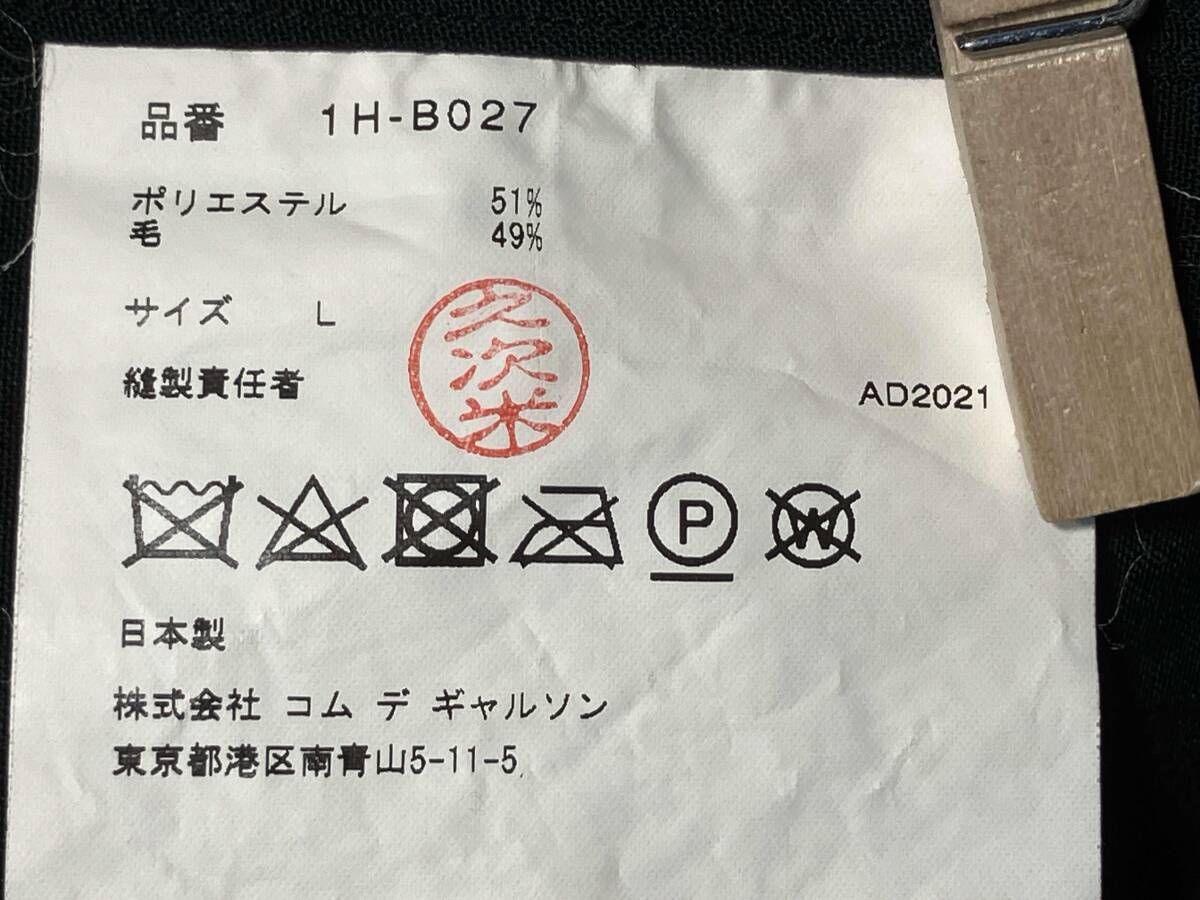 品番 1H-B027
ポリエステル 51%
毛 49%
サイズ L
久次米
縫製責任者
AD2021
P
W
日本製
株式会社 コム デ ギャルソン
東京都港区南青山5-11-5